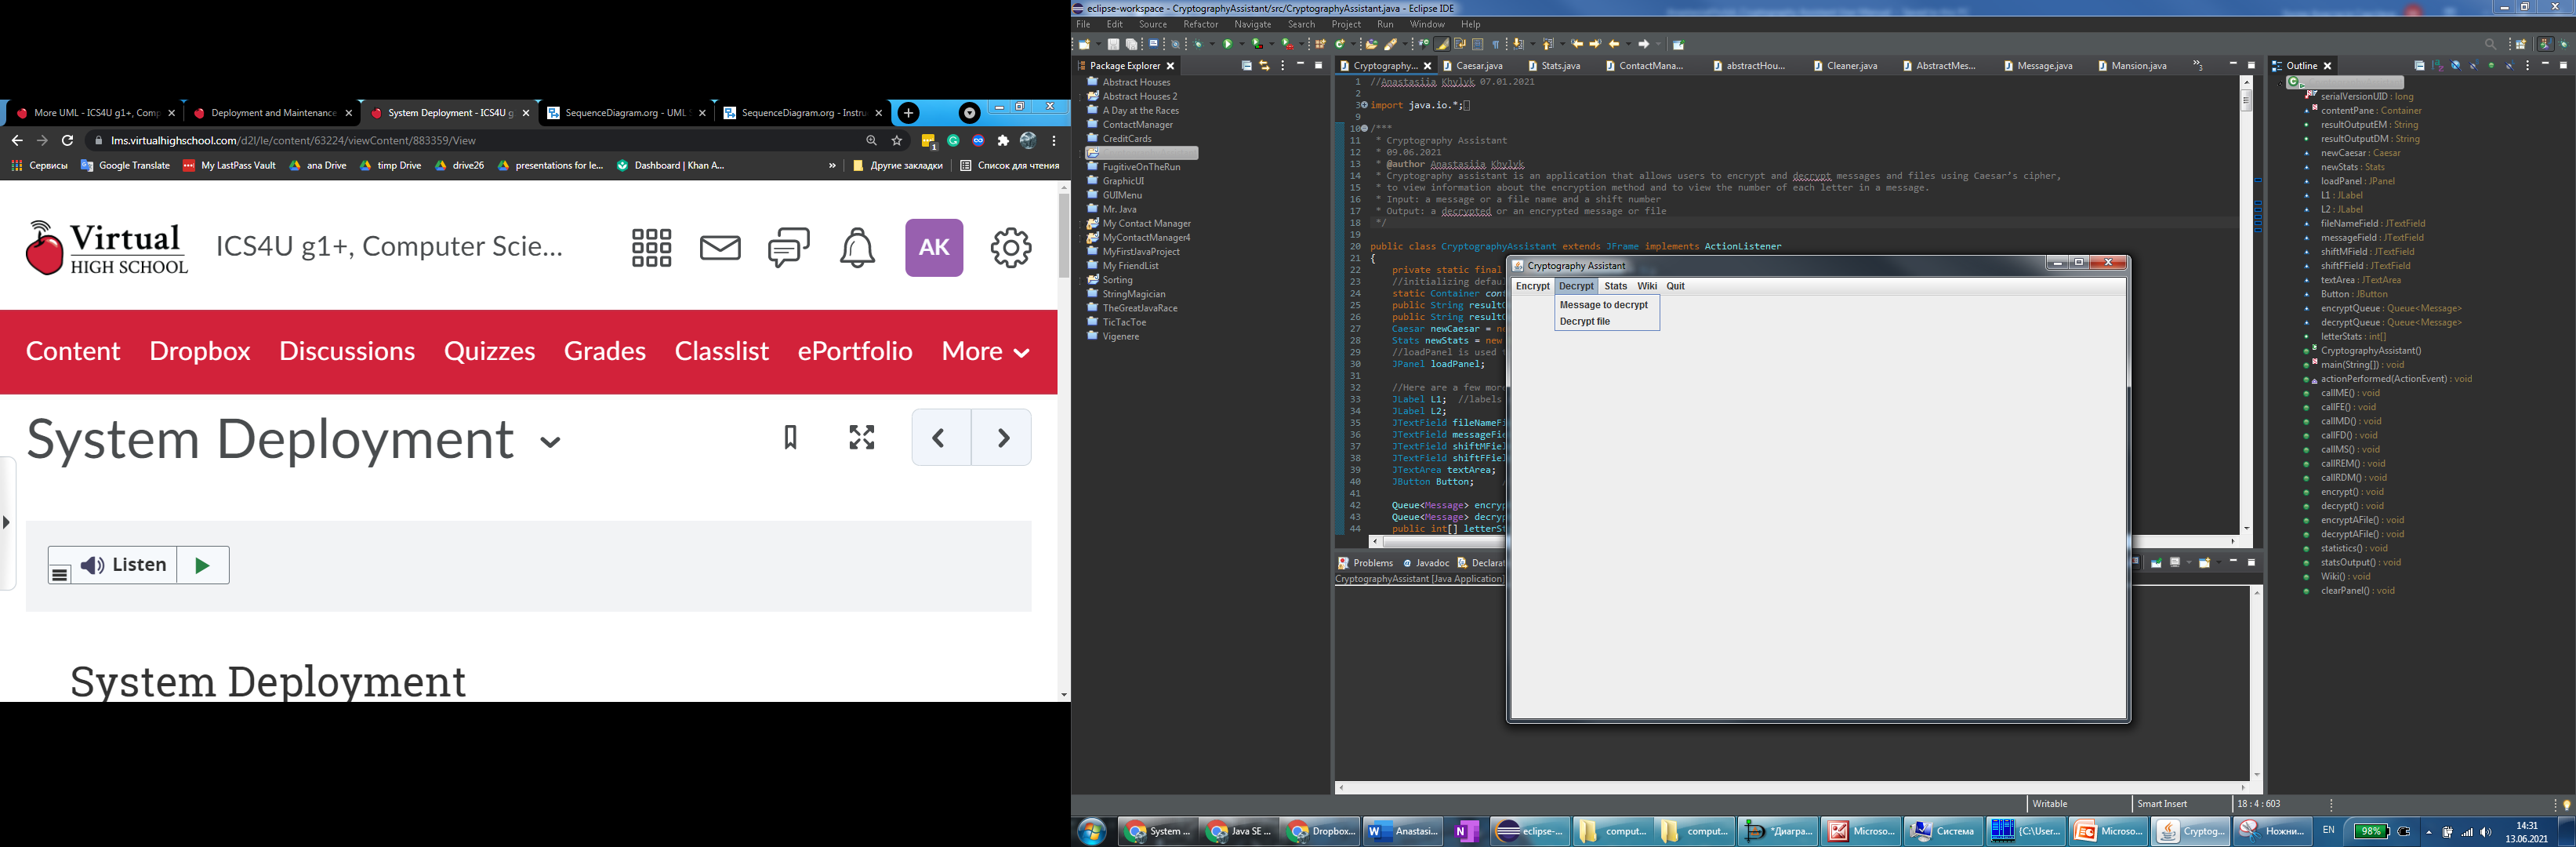 More UML - ICS4U g1+, Comp
Deployment and Maintenance
System Deployment - ICS4U g
SequenceDiagram.org - UML
SequenceDiagram.org - Instru
lms.virtualhighschool.com/d2l/le/content/63224/viewContent/883359/View
Сервисы
Google Translate
My LastPass Vault
ana Drive
timp Drive
drive26
presentations for le...
Dashboard | Khan A...
»
Другие закладки
Список для чтения
Virtual
HIGH SCHOOL
ICS4U g1+, Computer Scie...
AK
Content
Dropbox
Discussions
Quizzes
Grades
Classlist
ePortfolio
More
System Deployment
Listen
System Deployment
eclipse-workspace - CryptographyAssistant/src/CryptographyAssistant.java - Eclipse IDE
File Edit Source Refactor Navigate Search Project Run Window Help
Package Explorer
Abstract Houses
Abstract Houses 2
A Day at the Races
ContactManager
CreditCards
FugitiveOnTheRun
GraphicUI
GUIMenu
Mr. Java
My Contact Manager
MyContactManager4
MyFirstJavaProject
My FriendList
Sorting
StringMagician
TheGreatJavaRace
TicTacToe
Vigenere
Cryptography...
Caesar.java
Stats.java
ContactMana...
abstractHou...
Cleaner.java
AbstractMes...
Message.java
Mansion.java
1 //Anastasiia Khylyk 07.01.2021
2
3 import java.io.*;
9
10 /***
11 * Cryptography Assistant
12 * 09.06.2021
13 * @author Anastasiia Khylyk
14 * Cryptography assistant is an application that allows users to encrypt and decrypt messages and files using Caesar's cipher,
15 * to view information about the encryption method and to view the number of each letter in a message.
16 * Input: a message or a file name and a shift number
17 * Output: a decrypted or an encrypted message or file
18 */
19
20 public class CryptographyAssistant extends JFrame implements ActionListener
21 {
22 private static final
23 //initializing defau
24 static Container con
25 public String result
26 public String result
27 Caesar newCaesar = n
28 Stats newStats = new
29 //loadPanel is used
30 JPanel loadPanel;
31
32 //Here are a few more
33 JLabel L1; //labels
34 JLabel L2;
35 JTextField fileNameFi
36 JTextField messageFie
37 JTextField shiftMFiel
38 JTextField shiftFFiel
39 JTextArea textArea;
40 JButton Button;
41
42 Queue<Message> encryp
43 Queue<Message> decryp
44 public int[] letterSt
Cryptography Assistant
Encrypt Decrypt Stats Wiki Quit
Message to decrypt
Decrypt file
Problems
Javadoc
Declarat
CryptographyAssistant [Java Application]
Outline
serialVersionUID : long
contentPane : Container
resultOutputEM : String
resultOutputDM : String
newCaesar : Caesar
newStats : Stats
loadPanel : JPanel
L1 : JLabel
L2 : JLabel
fileNameField : JTextField
messageField : JTextField
shiftMField : JTextField
shiftFField : JTextField
textArea : JTextArea
Button : JButton
encryptQueue : Queue<Message>
decryptQueue : Queue<Message>
letterStats : int[]
CryptographyAssistant()
main(String[]) : void
actionPerformed(ActionEvent) : void
callME() : void
callFE() : void
callMD() : void
callFD() : void
callMS() : void
callREM() : void
callRDM() : void
encrypt() : void
decrypt() : void
encryptAFile() : void
decryptAFile() : void
statistics() : void
statsOutput() : void
Wiki() : void
clearPanel() : void
Writable
Smart Insert
18 : 4 : 603
System ...
Java SE ...
Dropbox...
Anastasi...
eclipse-...
comput...
comput...
*Диагра...
Microso...
Система
(C:\User...
Microso...
Cryptog...
Ножни...
EN
98%
14:31
13.06.2021